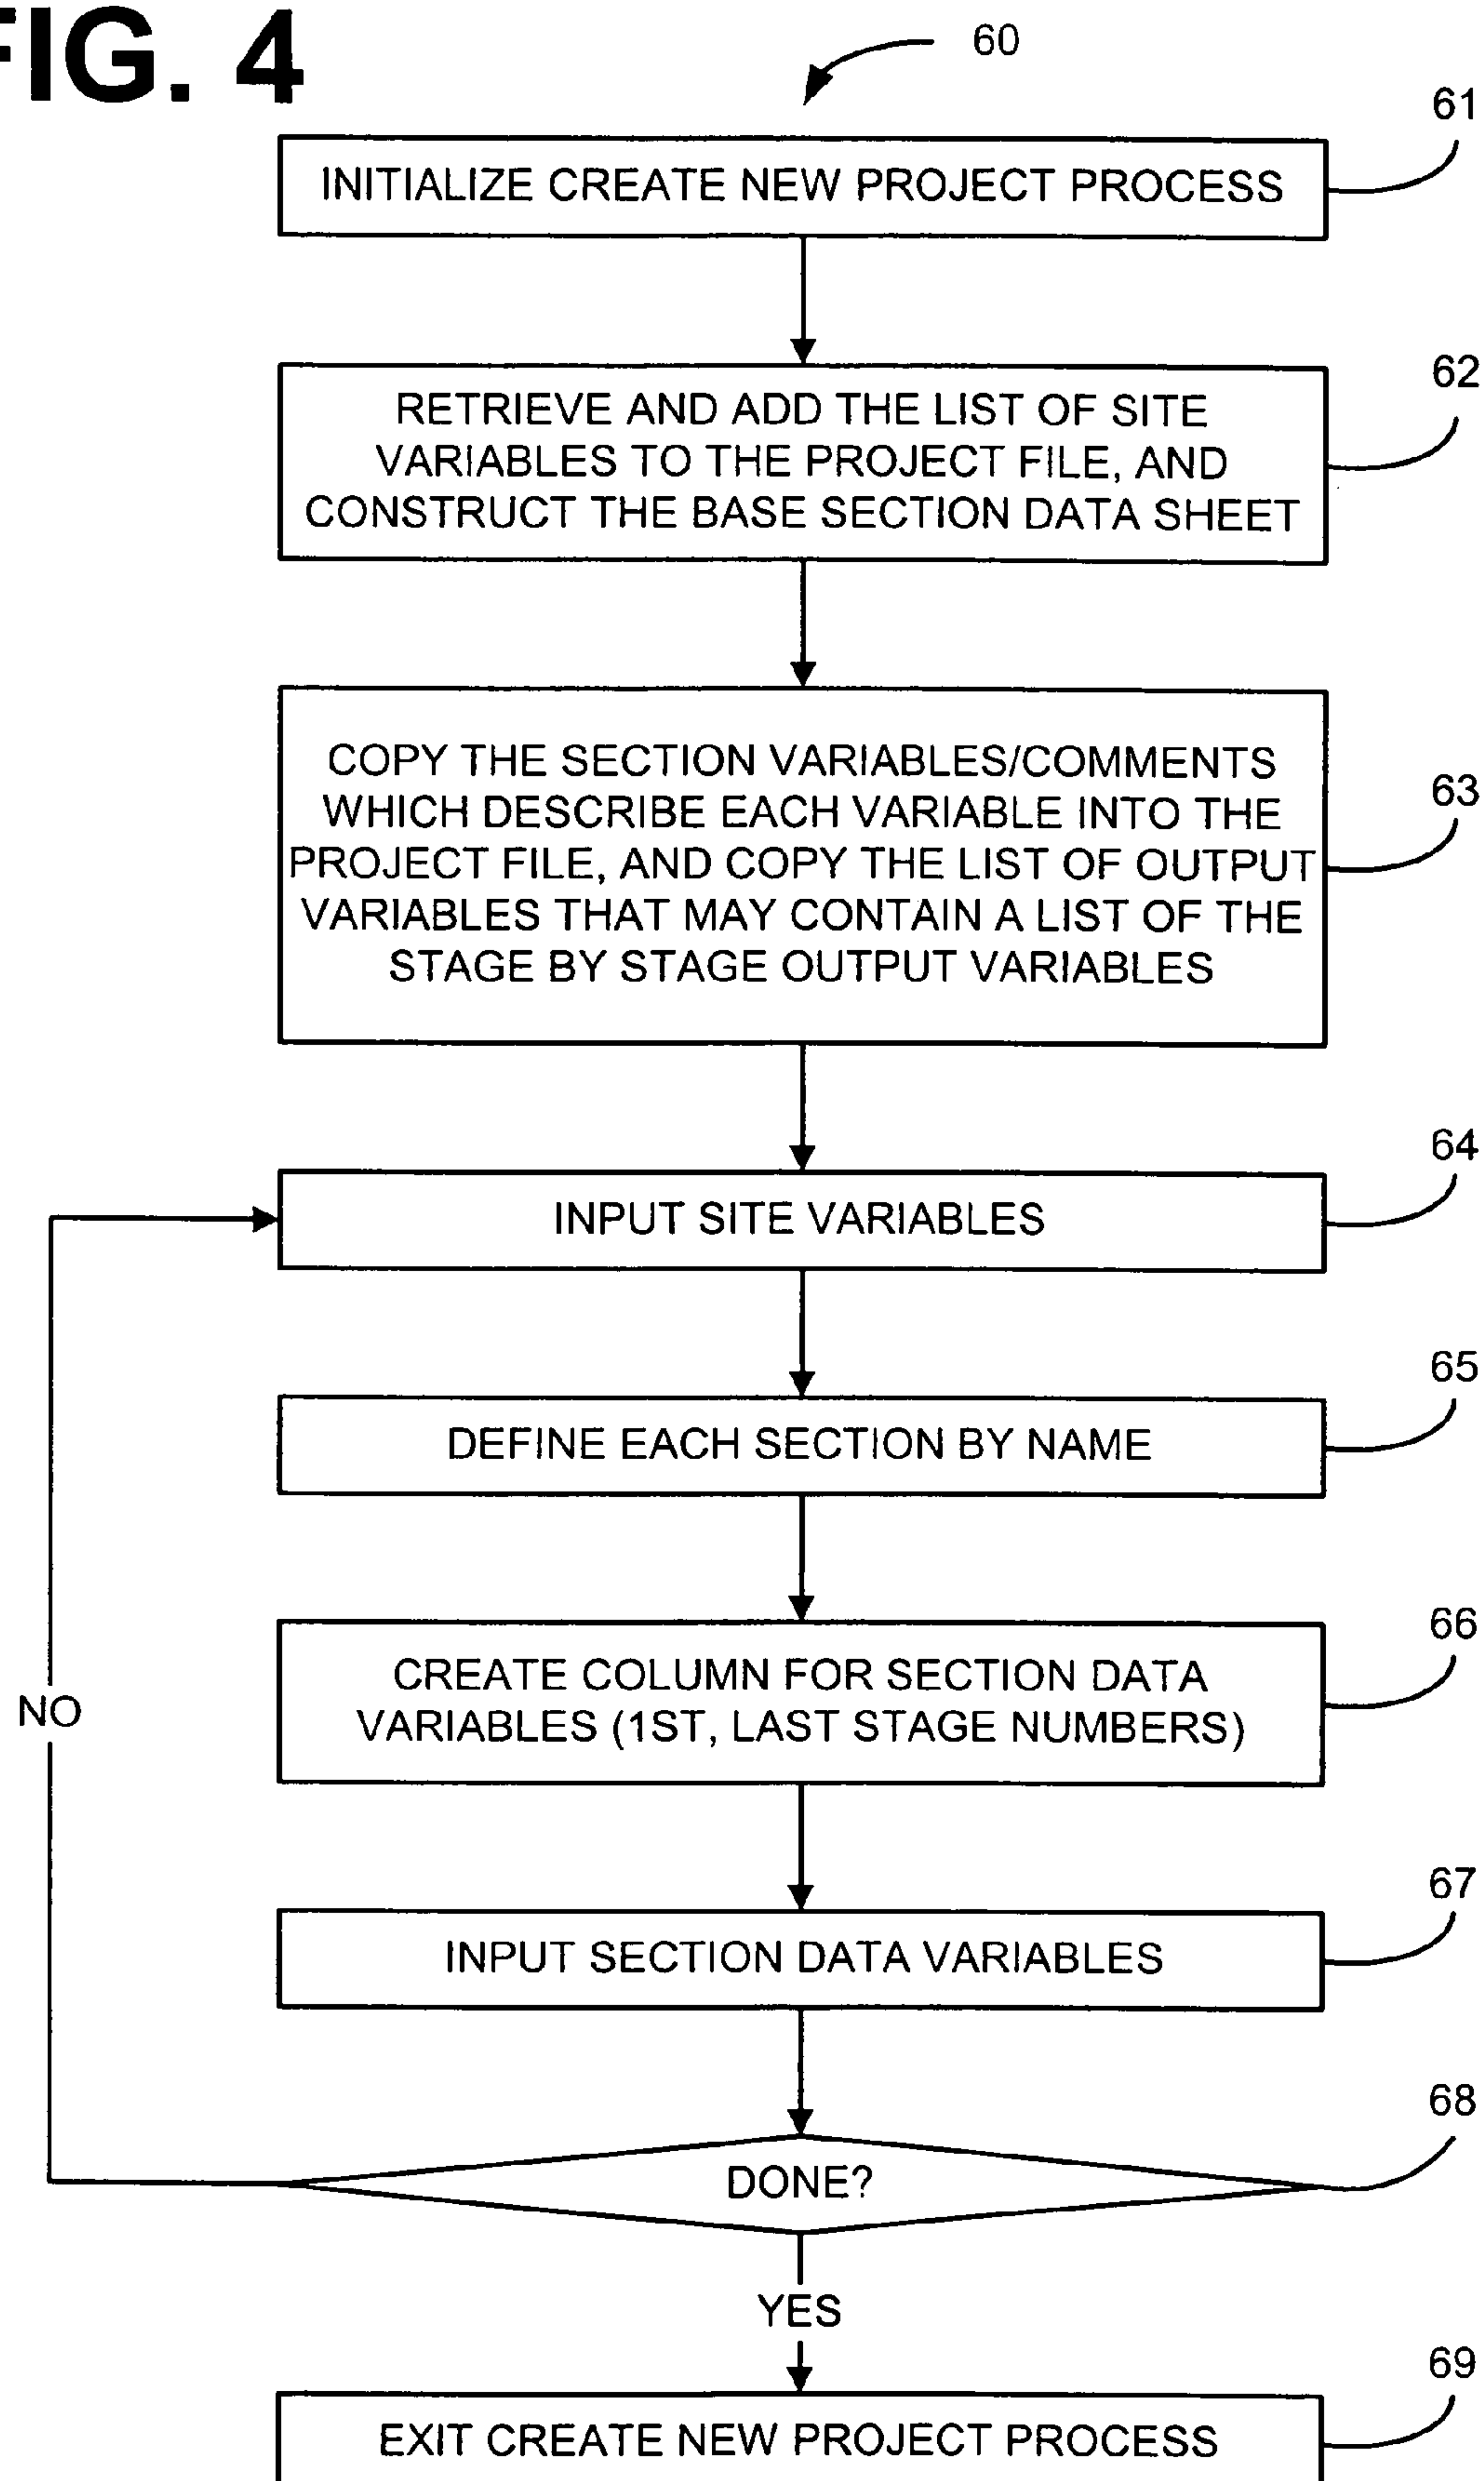 FIG. 4
60
61
INITIALIZE CREATE NEW PROJECT PROCESS
62
RETRIEVE AND ADD THE LIST OF SITE
VARIABLES TO THE PROJECT FILE, AND
CONSTRUCT THE BASE SECTION DATA SHEET
63
COPY THE SECTION VARIABLES/COMMENTS
WHICH DESCRIBE EACH VARIABLE INTO THE
PROJECT FILE, AND COPY THE LIST OF OUTPUT
VARIABLES THAT MAY CONTAIN A LIST OF THE
STAGE BY STAGE OUTPUT VARIABLES
64
INPUT SITE VARIABLES
65
DEFINE EACH SECTION BY NAME
66
CREATE COLUMN FOR SECTION DATA
VARIABLES (1ST, LAST STAGE NUMBERS)
NO
67
INPUT SECTION DATA VARIABLES
68
DONE?
YES
69
EXIT CREATE NEW PROJECT PROCESS